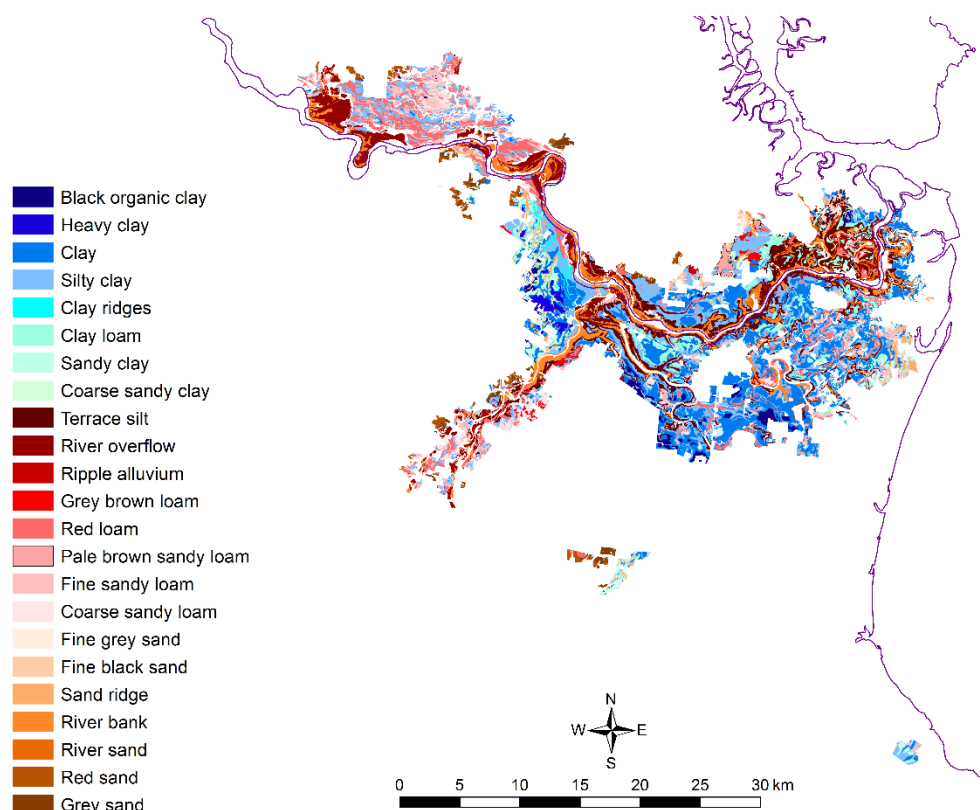 Black organic clay
Heavy clay
Clay
Silty clay
Clay ridges
Clay loam
Sandy clay
Coarse sandy clay
Terrace silt
River overflow
Ripple alluvium
Grey brown loam
Red loam
Pale brown sandy loam
Fine sandy loam
Coarse sandy loam
Fine grey sand
Fine black sand
Sand ridge
River bank
River sand
Red sand
Grey sand
N
W E
S
0 5 10 15 20 25 30 km